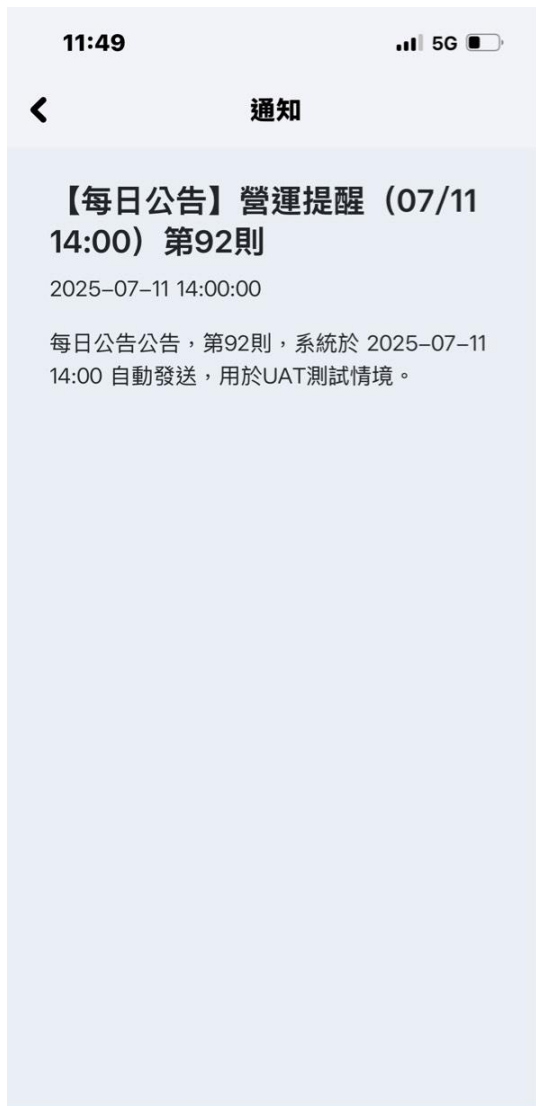 11:49
5G
通知
【每日公告】營運提醒（07/11
14:00）第92則
2025-07-11 14:00:00
每日公告公告，第92則，系統於 2025-07-11
14:00 自動發送，用於UAT測試情境。